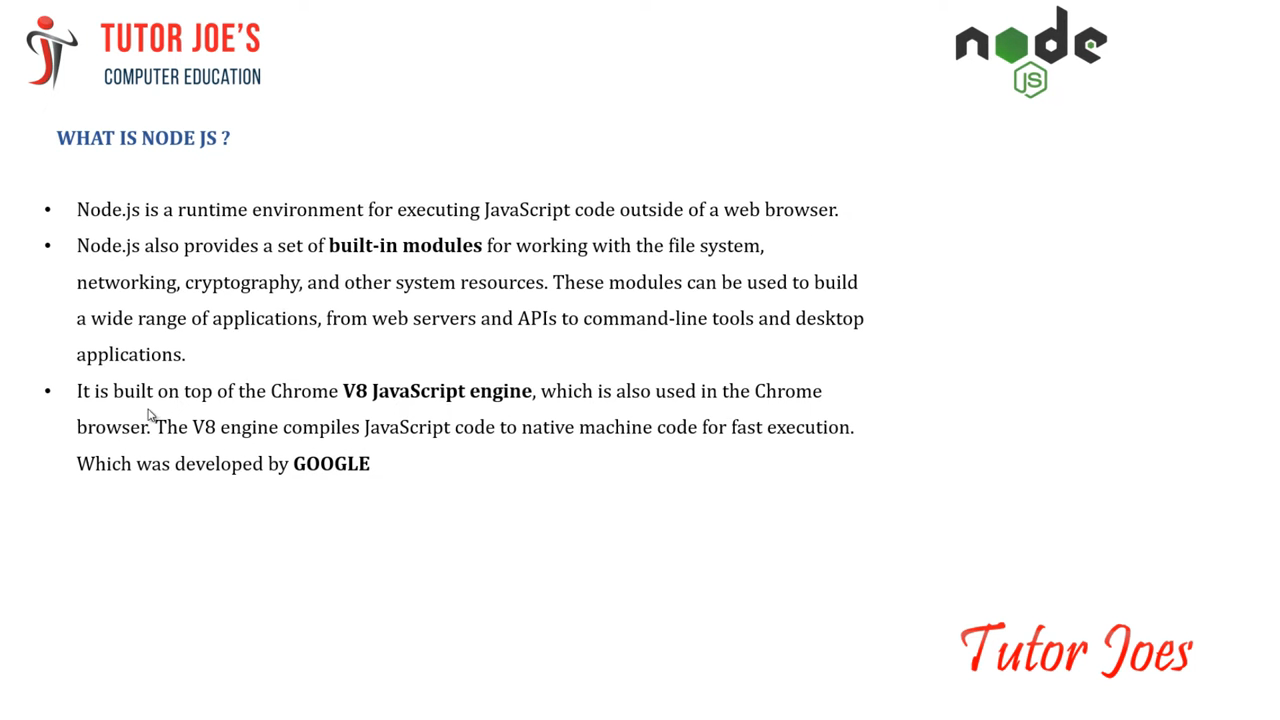 TUTOR JOE'S
COMPUTER EDUCATION
node
JS
WHAT IS NODE JS ?
• Node.js is a runtime environment for executing JavaScript code outside of a web browser.
• Node.js also provides a set of built-in modules for working with the file system,
networking, cryptography, and other system resources. These modules can be used to build
a wide range of applications, from web servers and APIs to command-line tools and desktop
applications.
• It is built on top of the Chrome V8 JavaScript engine, which is also used in the Chrome
browser. The V8 engine compiles JavaScript code to native machine code for fast execution.
Which was developed by GOOGLE
Tutor Joes